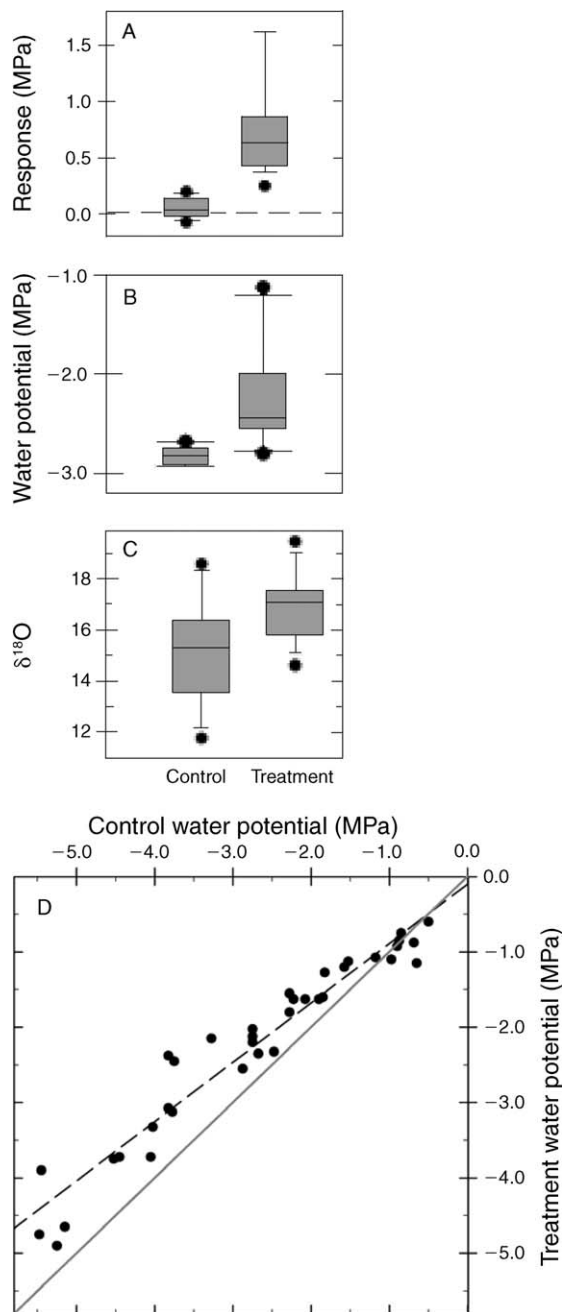 A
Response (MPa)
1.5
1.0
0.5
0.0
B
Water potential (MPa)
−1.0
−2.0
−3.0
C
δ¹⁸O
18
16
14
12
Control Treatment
Control water potential (MPa)
−5.0 −4.0 −3.0 −2.0 −1.0 0.0
D
0.0
−1.0
−2.0
−3.0
−4.0
−5.0
Treatment water potential (MPa)